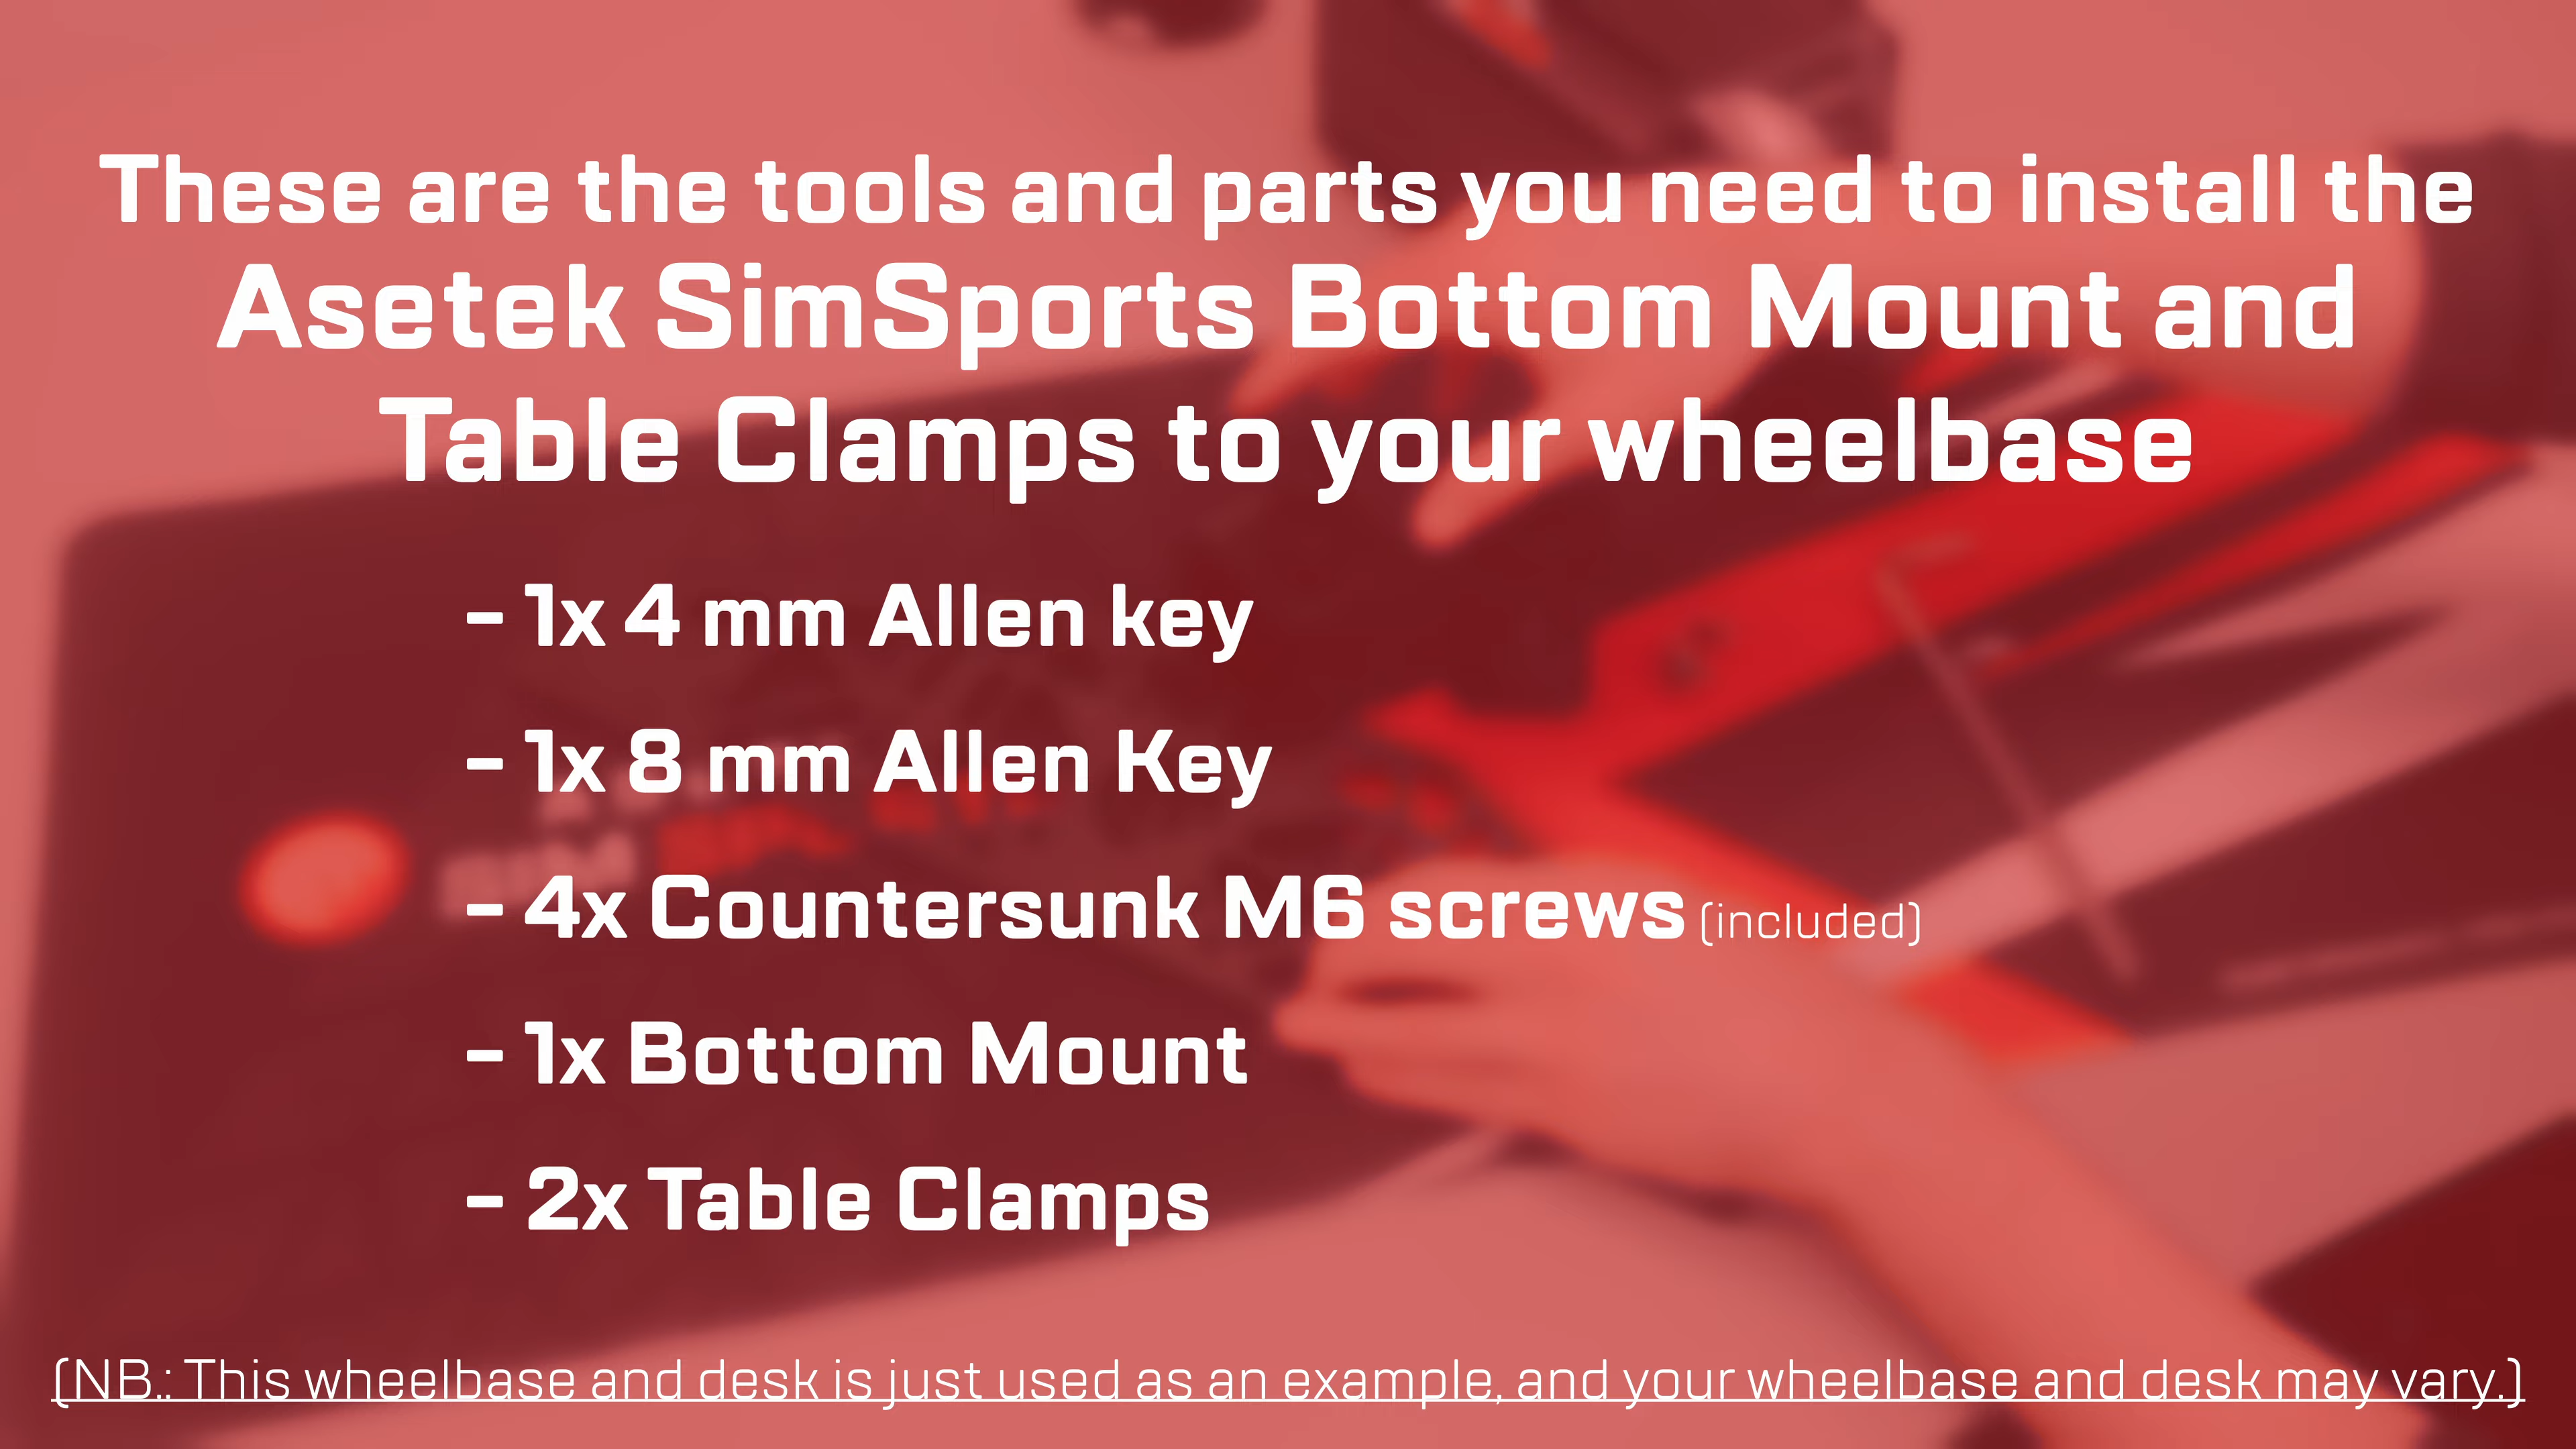 These are the tools and parts you need to install the
Asetek SimSports Bottom Mount and
Table Clamps to your wheelbase
- 1x 4 mm Allen key
- 1x 8 mm Allen Key
- 4x Countersunk M6 screws (included)
- 1x Bottom Mount
- 2x Table Clamps
(NB.: This wheelbase and desk is just used as an example, and your wheelbase and desk may vary.)